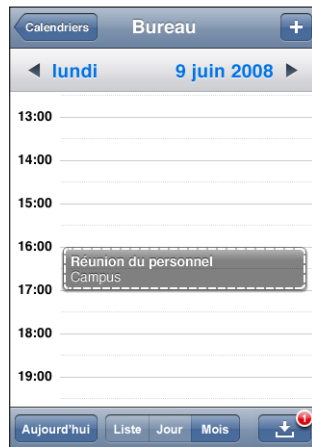 Calendriers Bureau +
lundi 9 juin 2008
13:00
14:00
15:00
16:00
Réunion du personnel
Campus
17:00
18:00
19:00
Aujourd'hui Liste Jour Mois 1